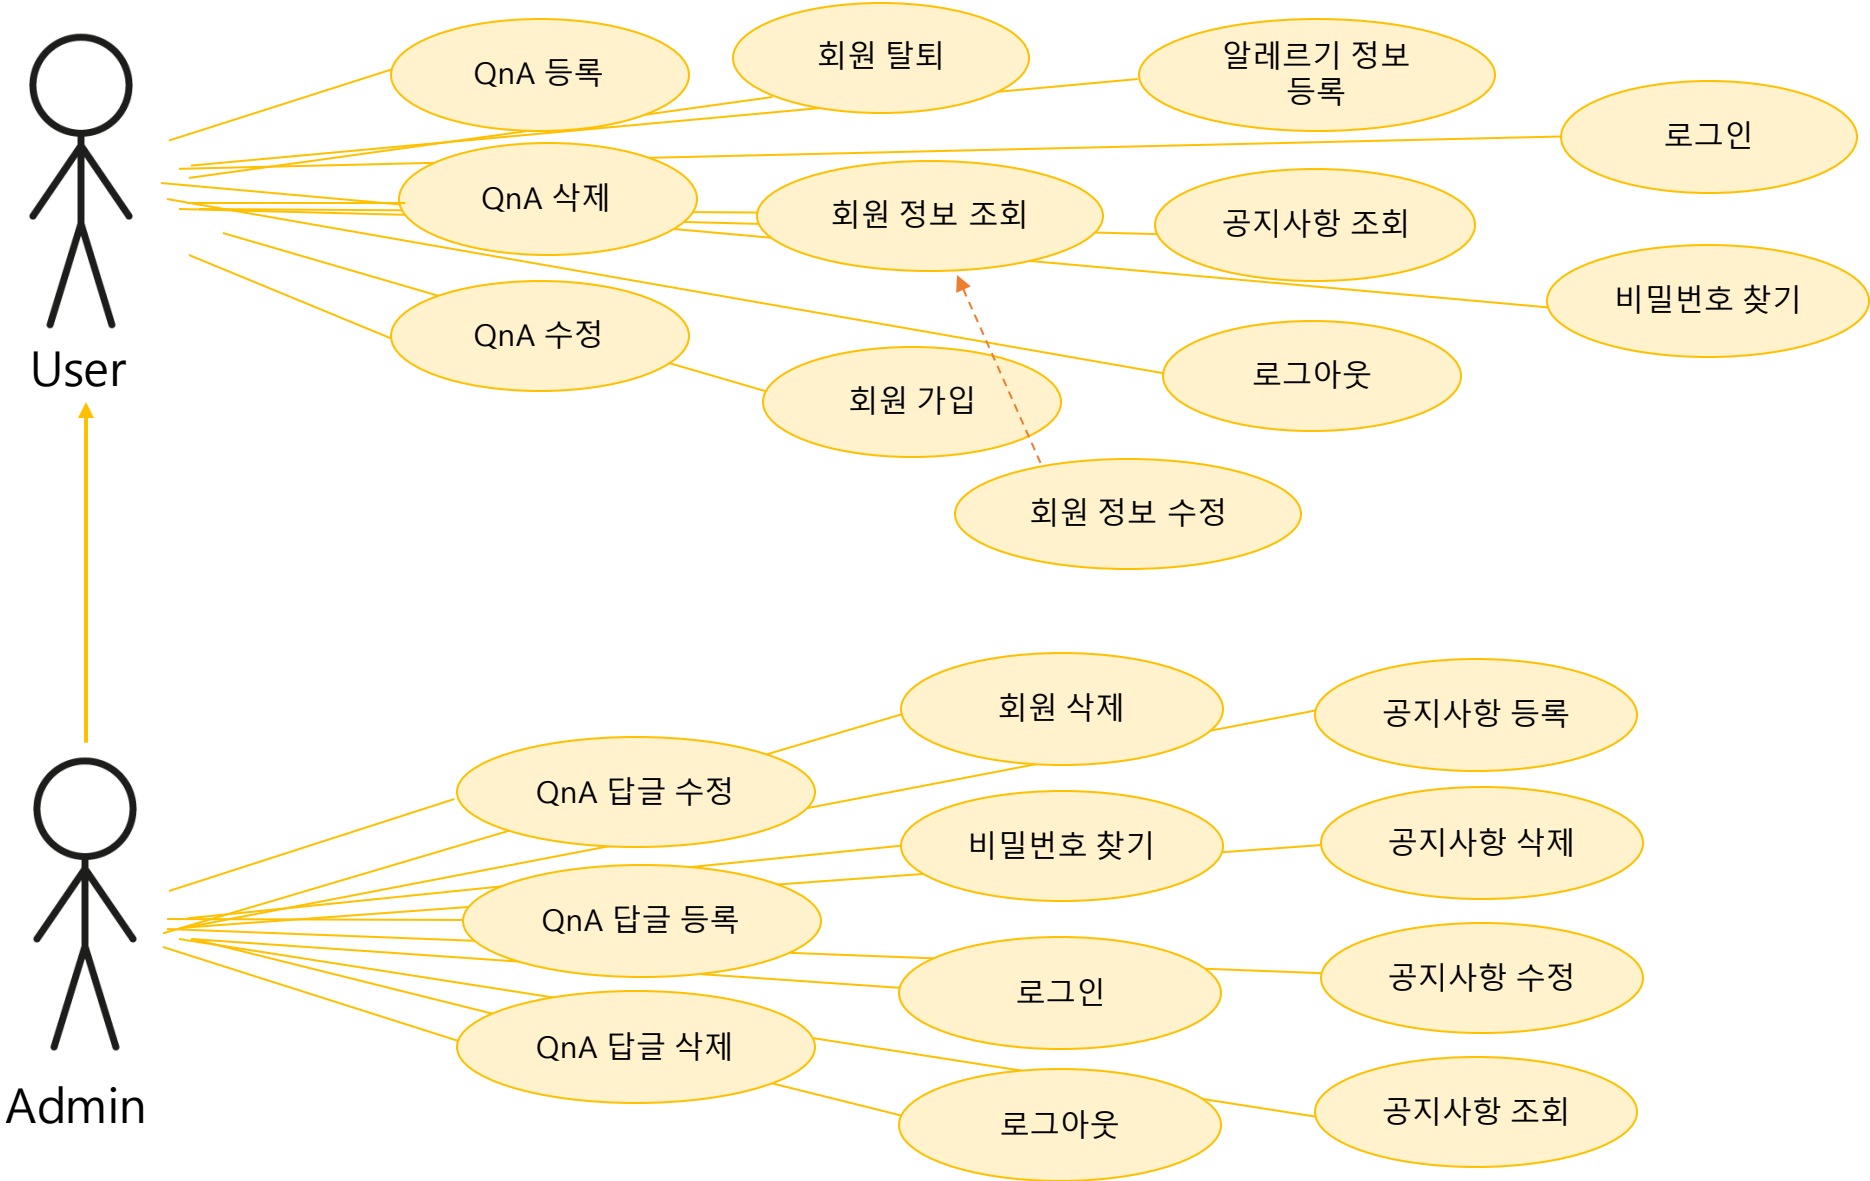 QnA 등록
회원 탈퇴
알레르기 정보
등록
로그인
QnA 삭제
회원 정보 조회
공지사항 조회
비밀번호 찾기
QnA 수정
회원 가입
로그아웃
User
회원 정보 수정
회원 삭제
공지사항 등록
QnA 답글 수정
비밀번호 찾기
공지사항 삭제
QnA 답글 등록
로그인
공지사항 수정
QnA 답글 삭제
로그아웃
공지사항 조회
Admin